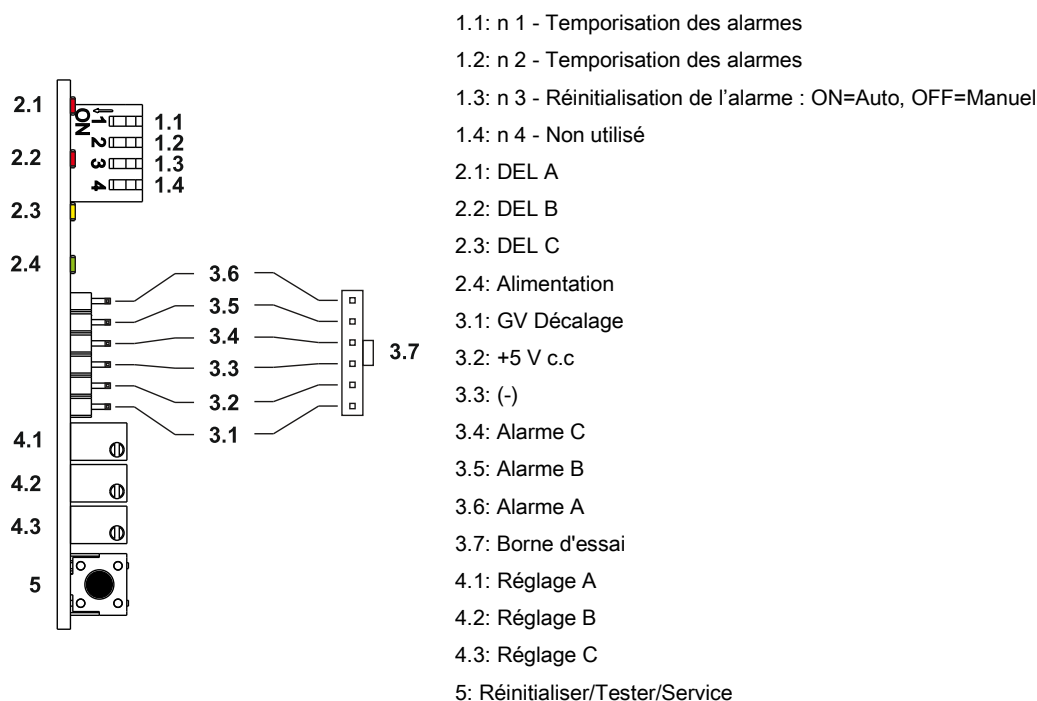 2.1
2.2
2.3
2.4
ON
1
2
3
4
1.1
1.2
1.3
1.4
3.6
3.5
3.4
3.3
3.2
3.1
3.7
4.1
4.2
4.3
5
1.1: n 1 - Temporisation des alarmes
1.2: n 2 - Temporisation des alarmes
1.3: n 3 - Réinitialisation de l’alarme : ON=Auto, OFF=Manuel
1.4: n 4 - Non utilisé
2.1: DEL A
2.2: DEL B
2.3: DEL C
2.4: Alimentation
3.1: GV Décalage
3.2: +5 V c.c
3.3: (-)
3.4: Alarme C
3.5: Alarme B
3.6: Alarme A
3.7: Borne d'essai
4.1: Réglage A
4.2: Réglage B
4.3: Réglage C
5: Réinitialiser/Tester/Service